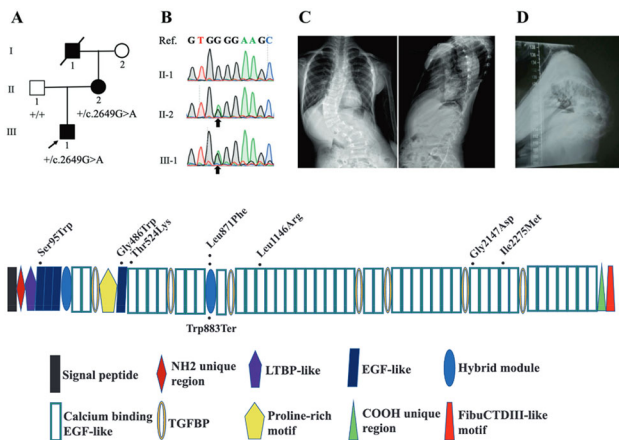 A
B
C
D
I
1
2
II
1
2
+/+
+/c.2649G>A
III
1
+/c.2649G>A
Ref. G T G G G G A A G C
II-1
II-2
III-1
Ser95Trp
Gly486Trp
Thr524Lys
Leu871Phe
Leu1146Arg
Gly2147Asp
Ile2275Met
Trp883Ter
Signal peptide
NH2 unique
region
LTBP-like
EGF-like
Hybrid module
Calcium binding
EGF-like
TGFBP
Proline-rich
motif
COOH unique
region
FibuCTDIII-like
motif